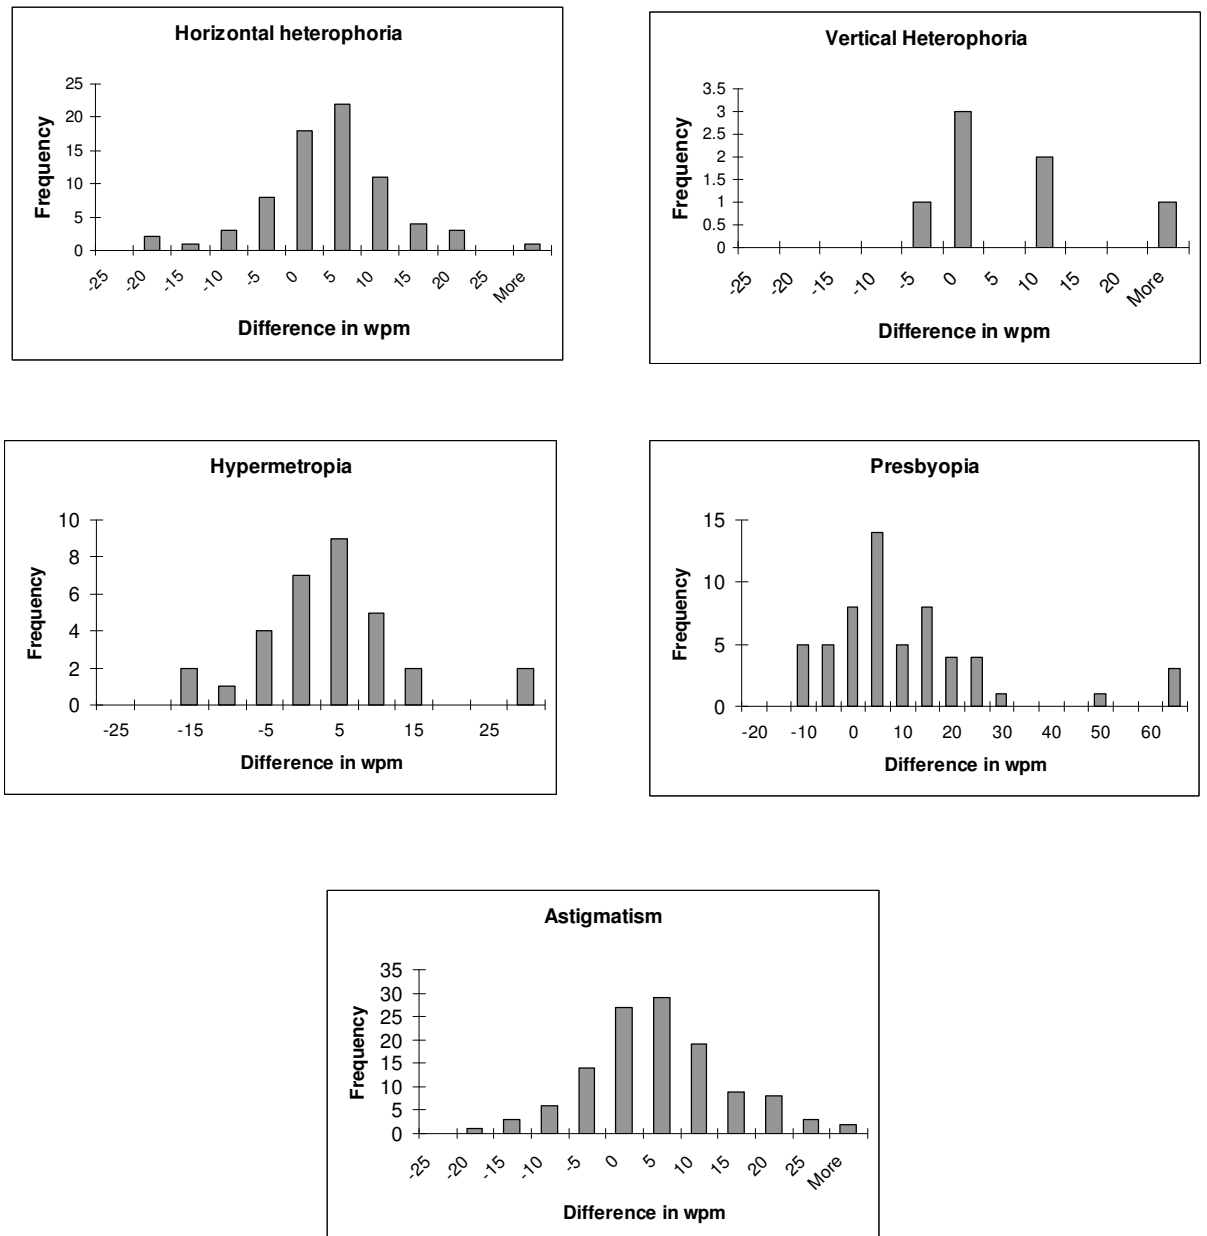 Horizontal heterophoria
25
20
15
10
5
0
Frequency
-25 -20 -15 -10 -5 0 5 10 15 20 25 More
Difference in wpm
Vertical Heterophoria
3.5
3
2.5
2
1.5
1
0.5
0
Frequency
-25 -20 -15 -10 -5 0 5 10 15 20 More
Difference in wpm
Hypermetropia
10
8
6
4
2
0
Frequency
-25 -15 -5 5 15 25
Difference in wpm
Presbyopia
15
10
5
0
Frequency
-20 -10 0 10 20 30 40 50 60
Difference in wpm
Astigmatism
35
30
25
20
15
10
5
0
Frequency
-25 -20 -15 -10 -5 0 5 10 15 20 25 More
Difference in wpm